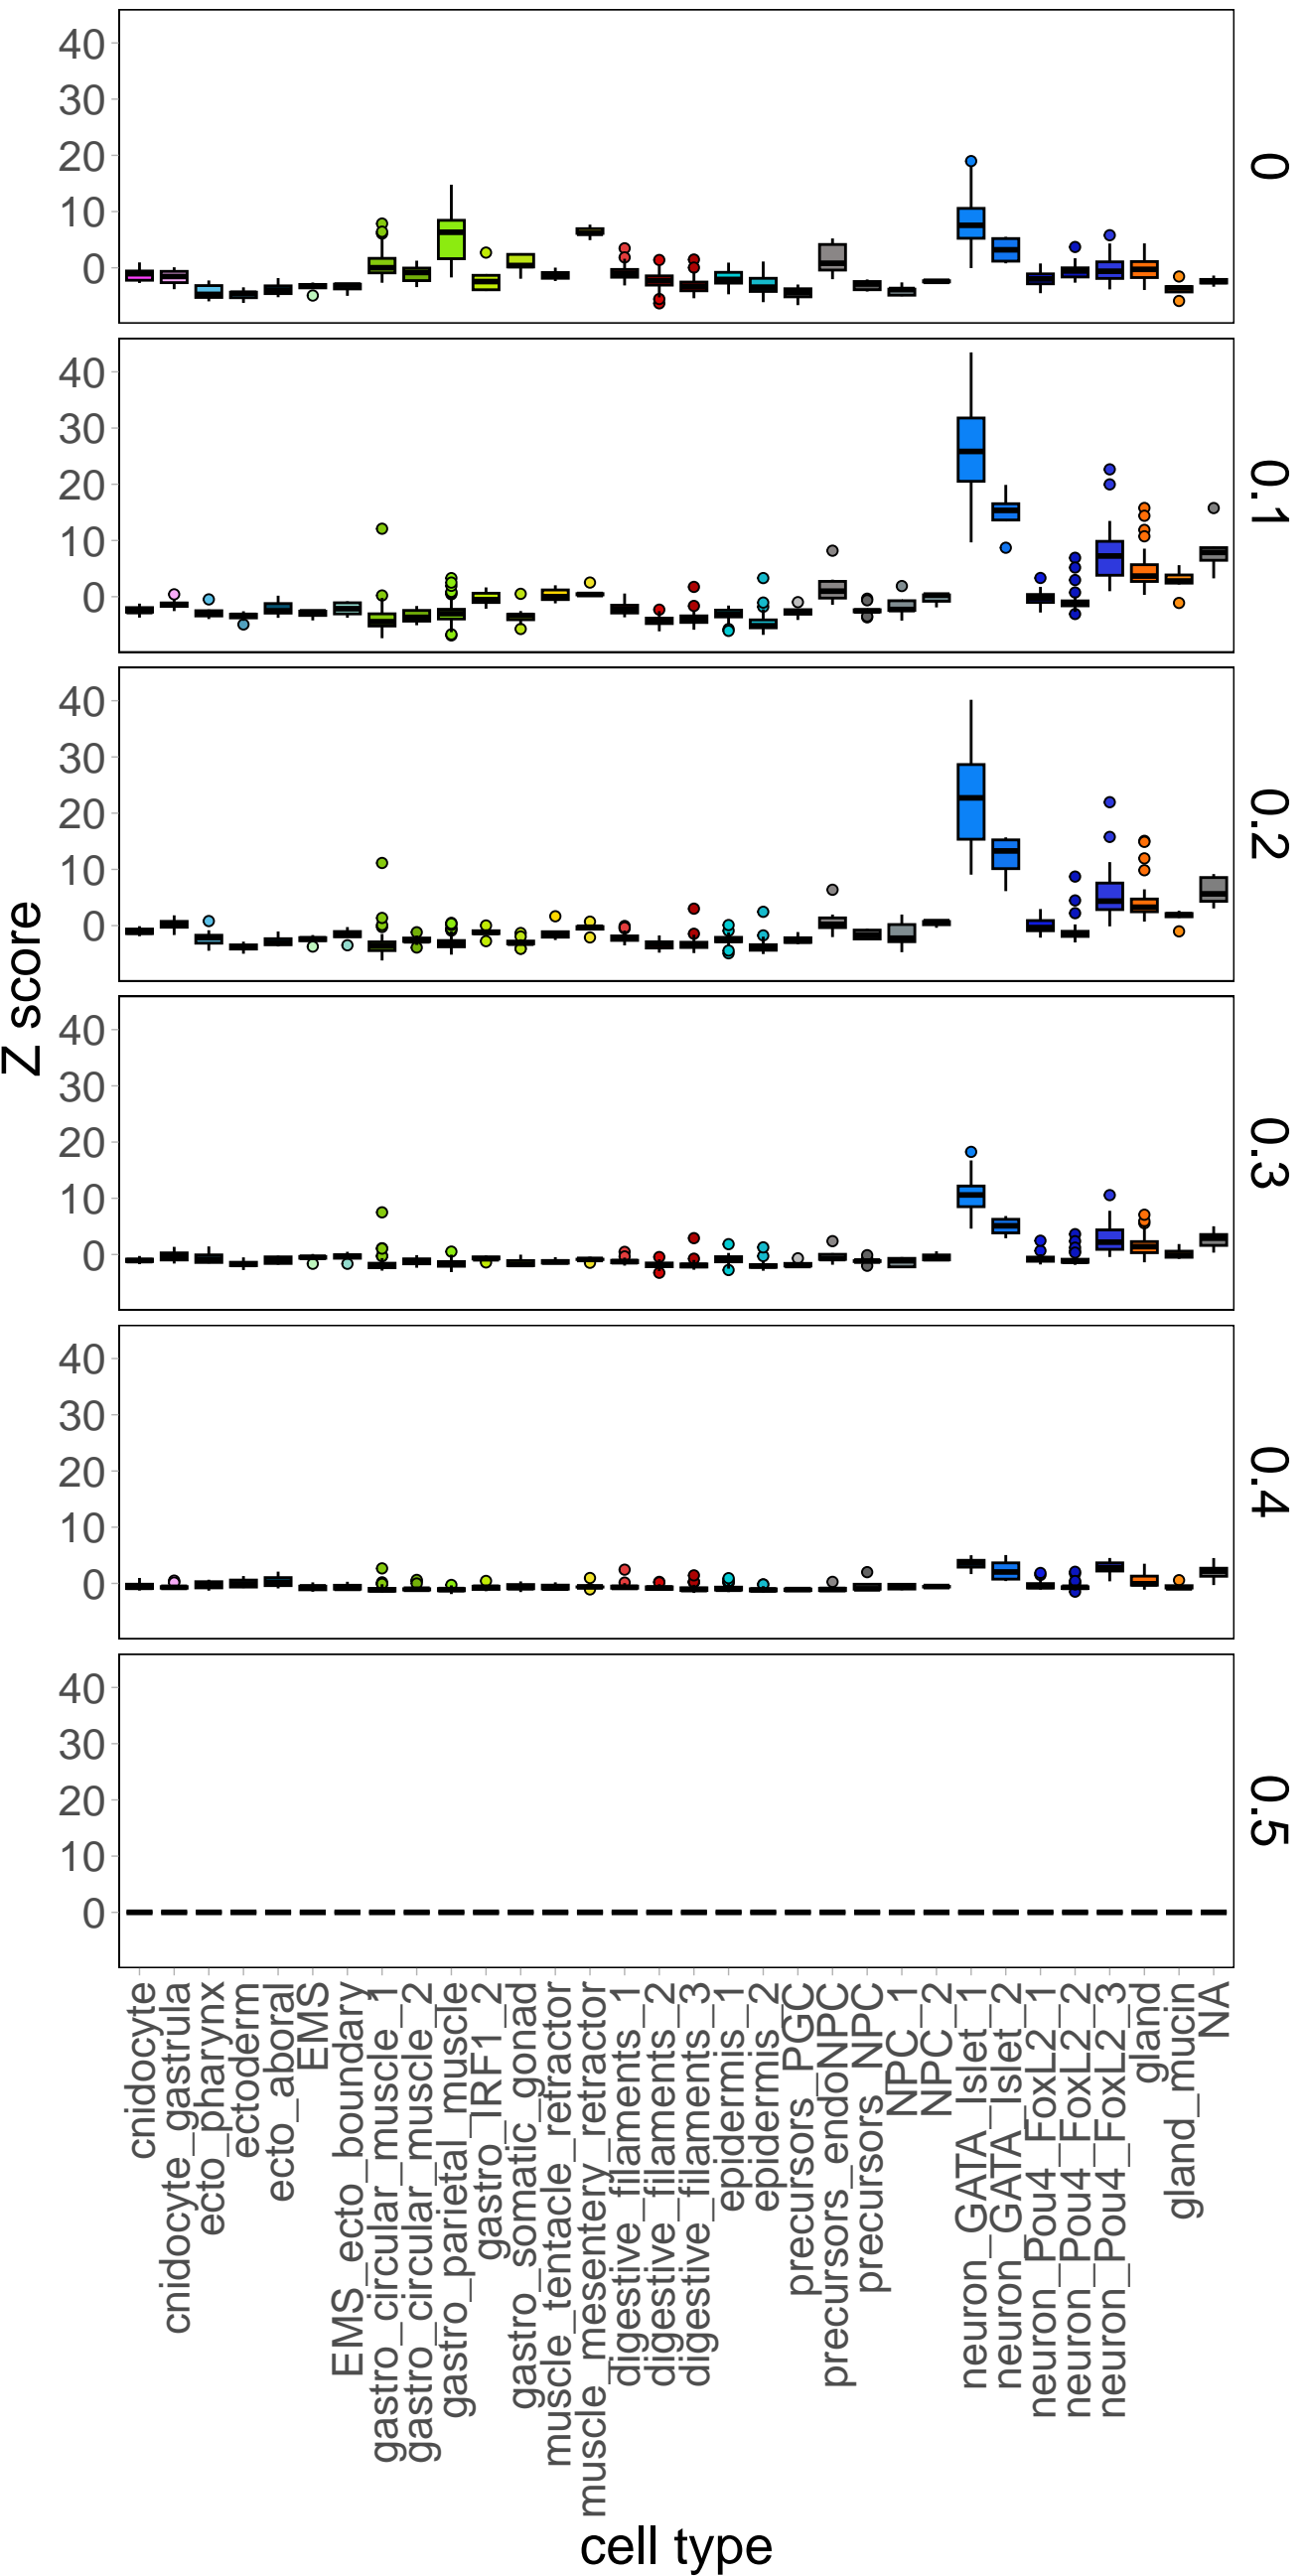 40
30
20
10
0
0
40
30
20
10
0
0.1
40
30
20
10
0
0.2
40
30
20
10
0
0.3
40
30
20
10
0
0.4
40
30
20
10
0
0.5
Z score
cnidocyte
cnidocyte_gastrula
ecto_pharynx
ectoderm
ecto_aboral
EMS
EMS_ecto_boundary
gastro_circular_muscle_1
gastro_circular_muscle_2
gastro_parietal_muscle
gastro_IRF1_2
gastro_somatic_gonad
muscle_tentacle_retractor
muscle_mesentery_retractor
digestive_filaments_1
digestive_filaments_2
digestive_filaments_3
epidermis_1
epidermis_2
precursors_PGC
precursors_endoNPC
precursors_NPC
NPC_1
NPC_2
neuron_GATA_Islet_1
neuron_GATA_Islet_2
neuron_Pou4_FoxL2_1
neuron_Pou4_FoxL2_2
neuron_Pou4_FoxL2_3
gland
gland_mucin
NA
cell type